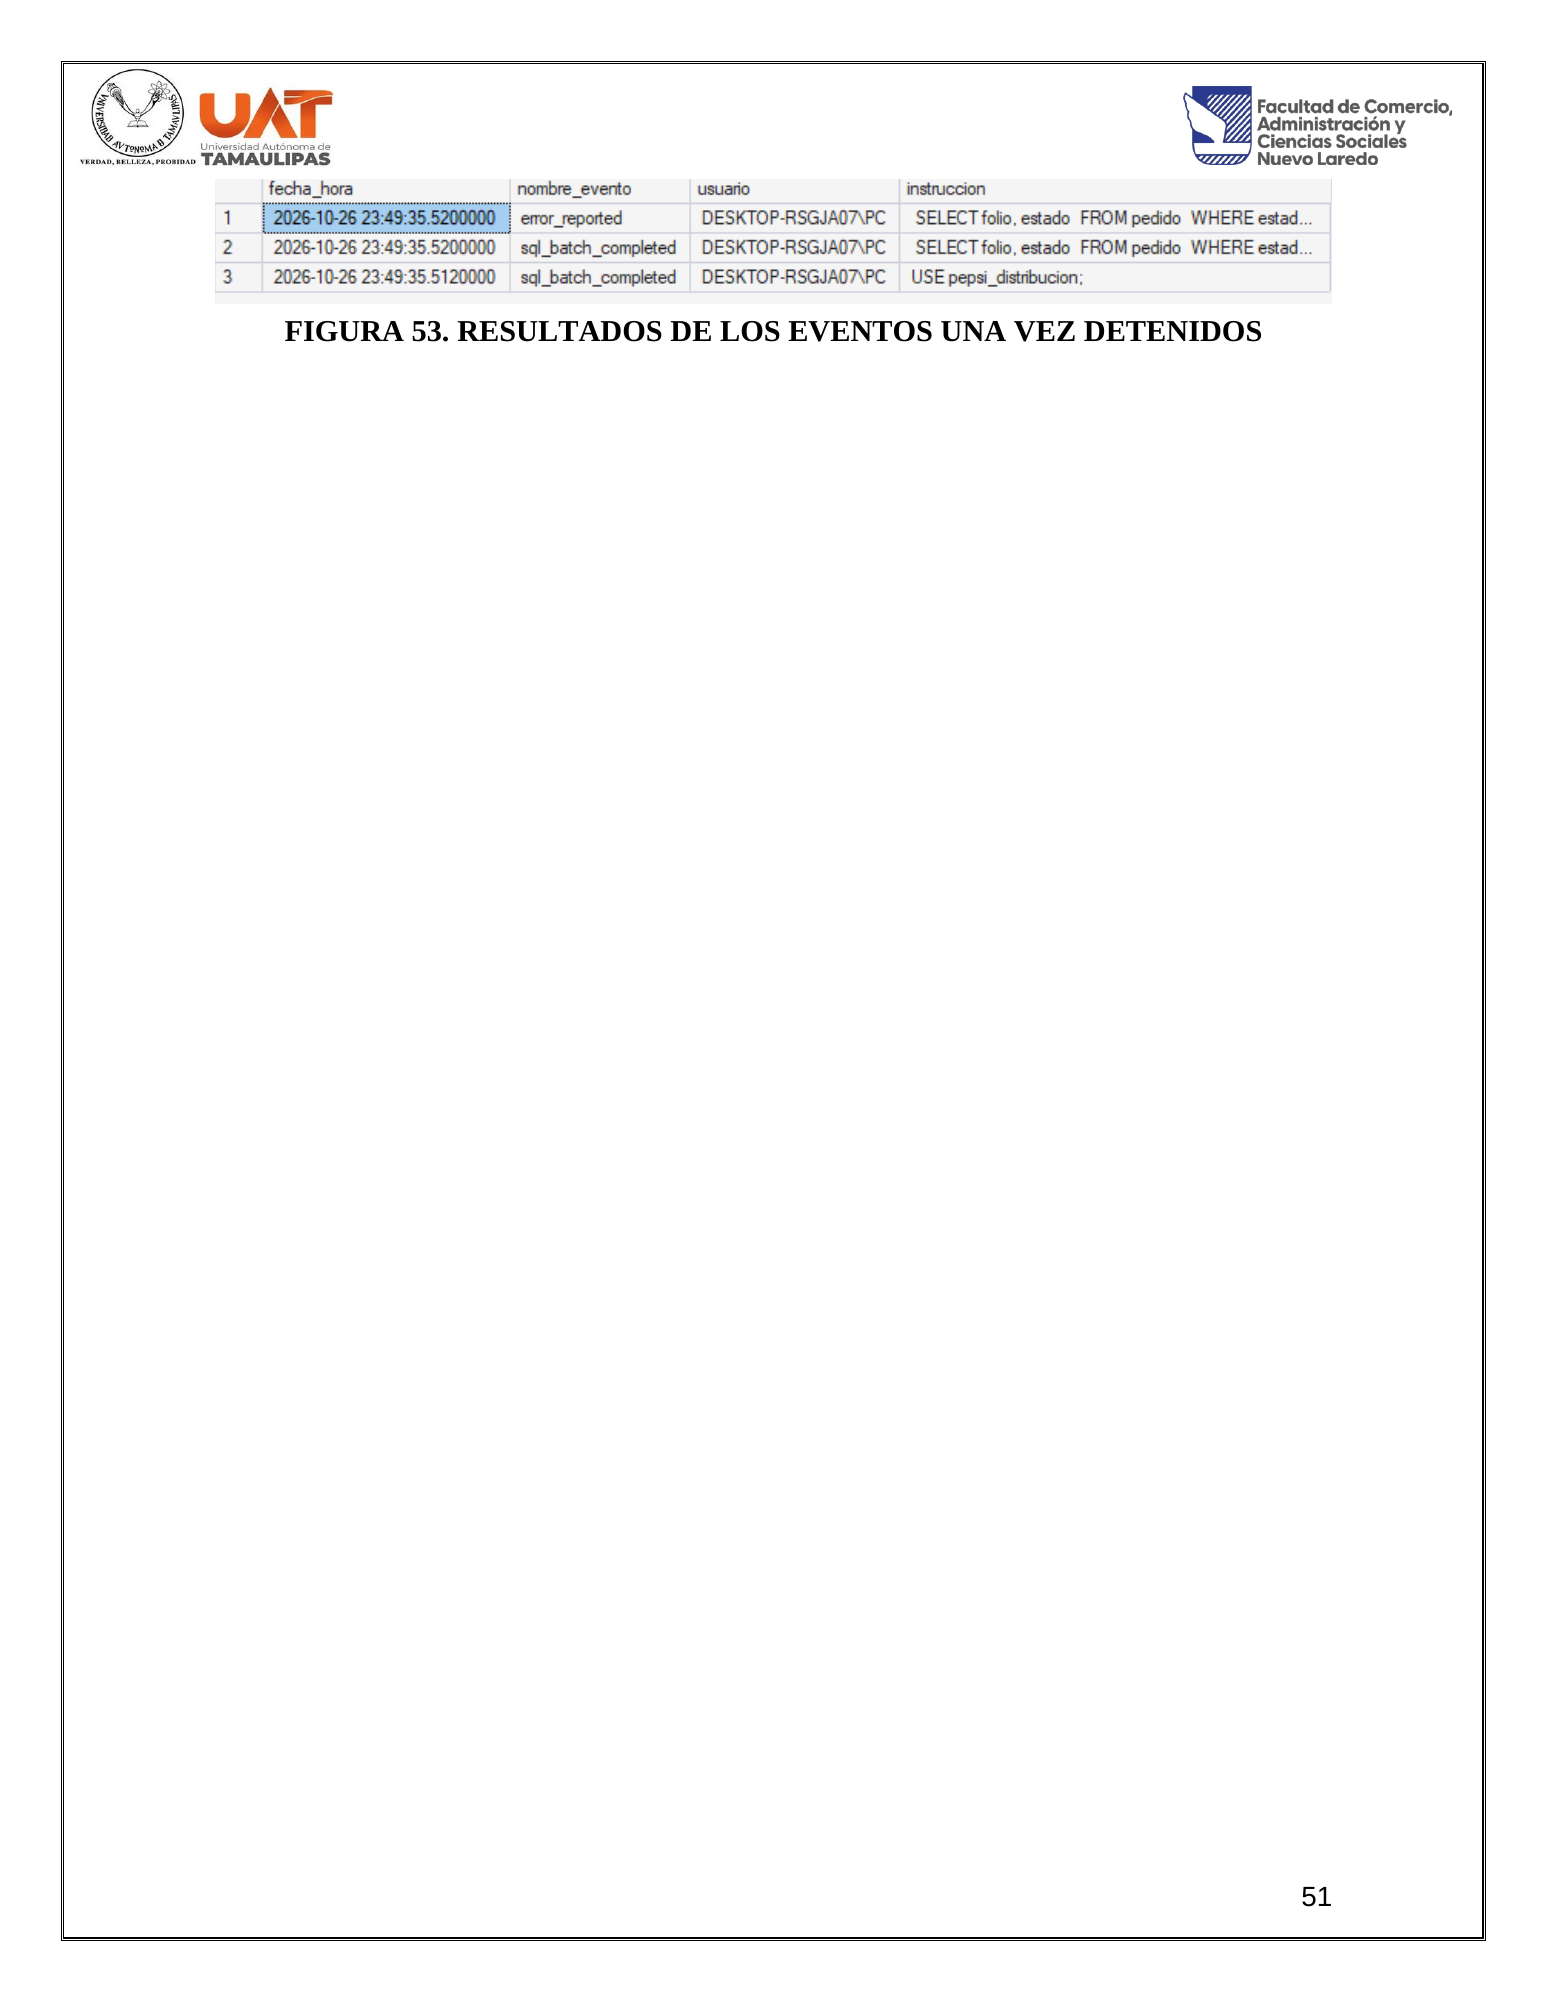 VNIVERSIDAD AVTONOMA D TAMAVLIPAS
VERDAD, BELLEZA, PROBIDAD
UAT
Universidad Autónoma de
TAMAULIPAS
Facultad de Comercio,
Administración y
Ciencias Sociales
Nuevo Laredo
fecha_hora nombre_evento usuario instruccion
1 2026-10-26 23:49:35.5200000 error_reported DESKTOP-RSGJA07\PC SELECT folio, estado FROM pedido WHERE estad...
2 2026-10-26 23:49:35.5200000 sql_batch_completed DESKTOP-RSGJA07\PC SELECT folio, estado FROM pedido WHERE estad...
3 2026-10-26 23:49:35.5120000 sql_batch_completed DESKTOP-RSGJA07\PC USE pepsi_distribucion;
FIGURA 53. RESULTADOS DE LOS EVENTOS UNA VEZ DETENIDOS
51